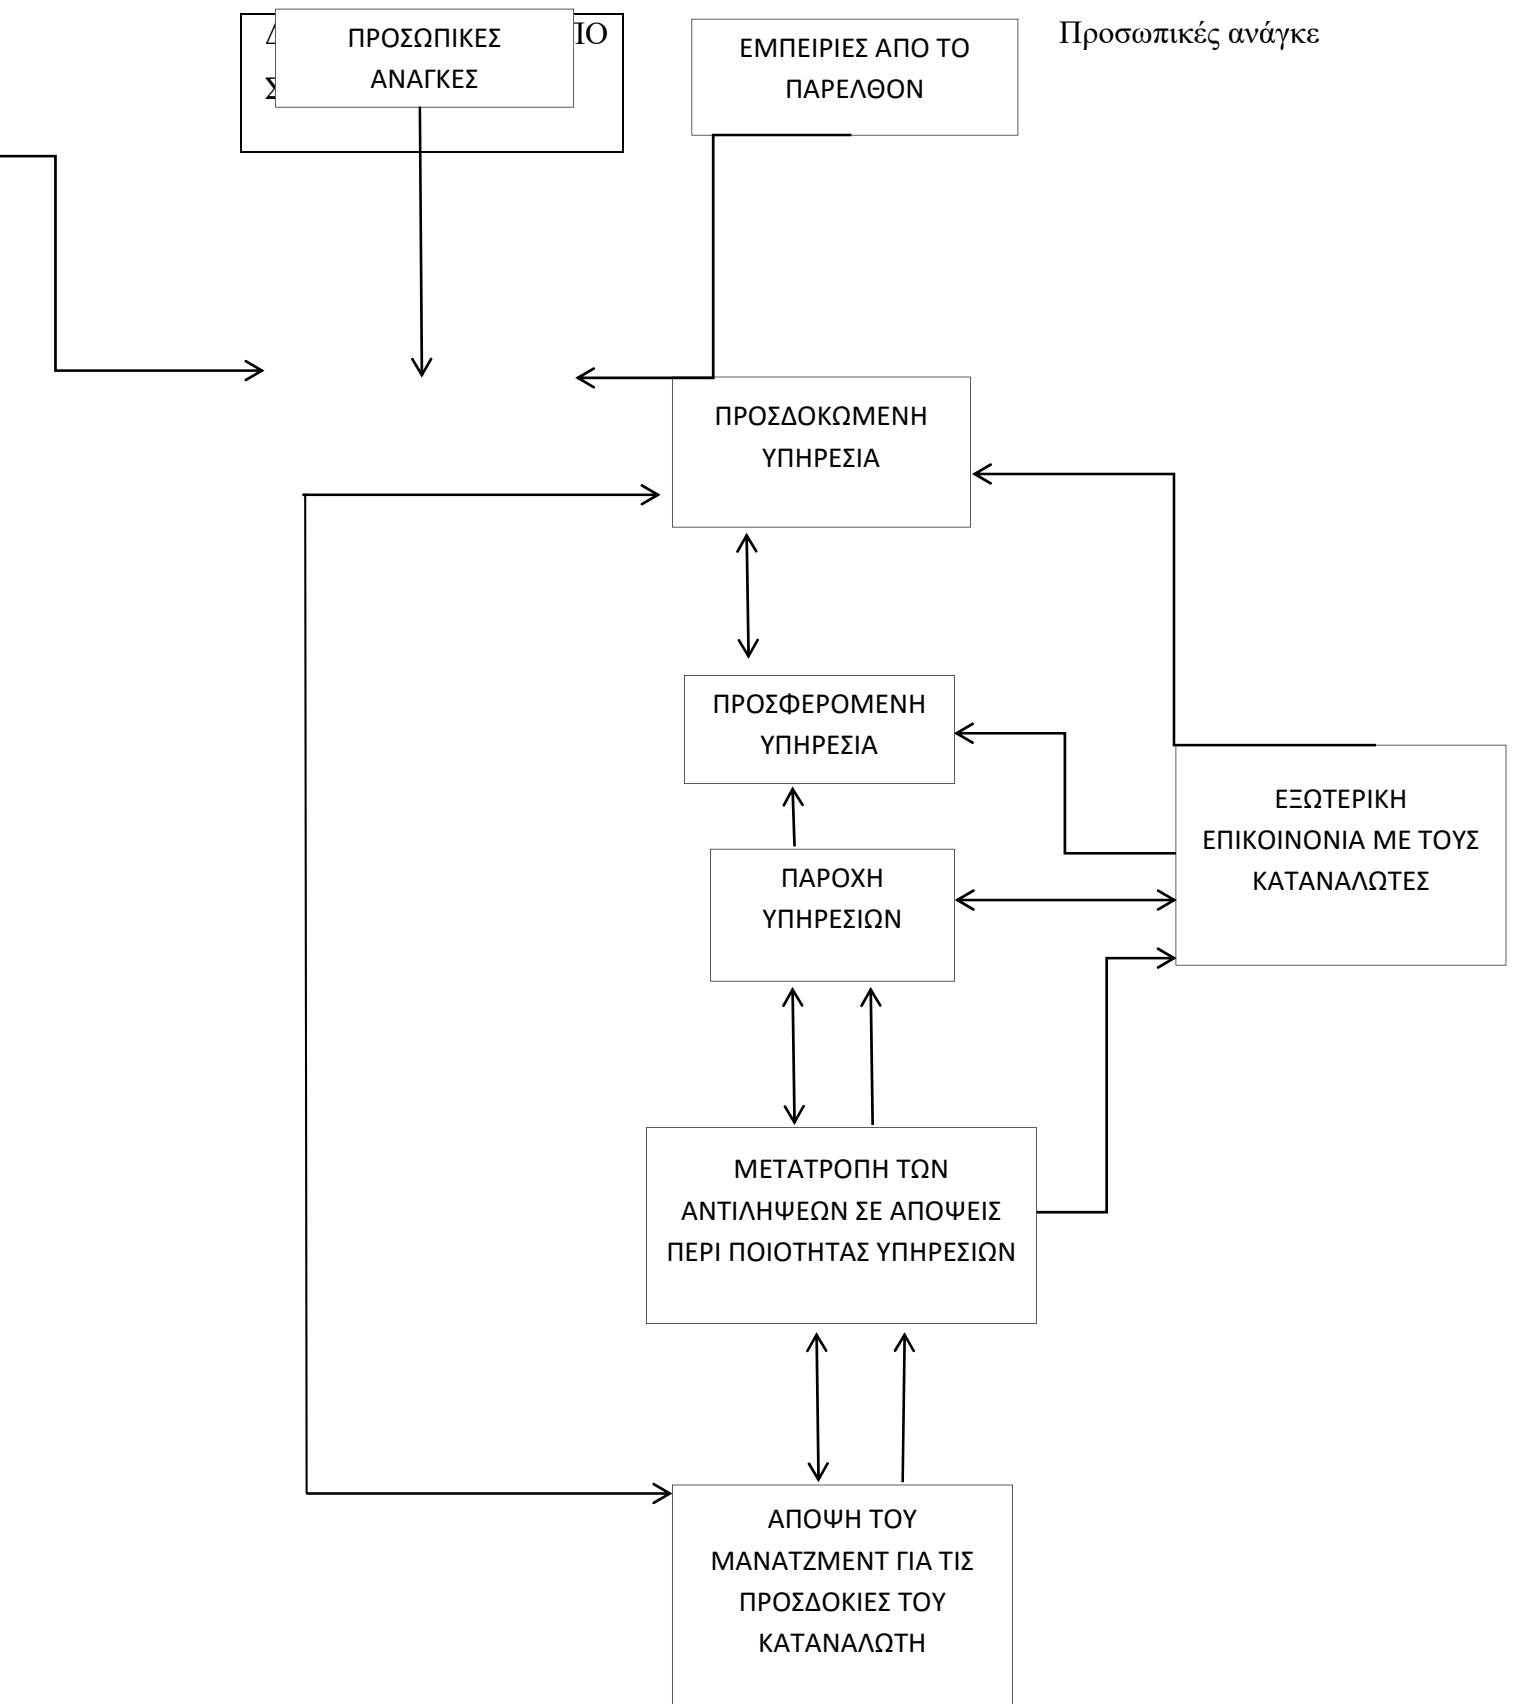 ΠΡΟΣΩΠΙΚΕΣ
ΑΝΑΓΚΕΣ
ΕΜΠΕΙΡΙΕΣ ΑΠΟ ΤΟ
ΠΑΡΕΛΘΟΝ
Προσωπικές ανάγκε
ΠΡΟΣΔΟΚΩΜΕΝΗ
ΥΠΗΡΕΣΙΑ
ΠΡΟΣΦΕΡΟΜΕΝΗ
ΥΠΗΡΕΣΙΑ
ΕΞΩΤΕΡΙΚΗ
ΕΠΙΚΟΙΝΟΝΙΑ ΜΕ ΤΟΥΣ
ΚΑΤΑΝΑΛΩΤΕΣ
ΠΑΡΟΧΗ
ΥΠΗΡΕΣΙΩΝ
ΜΕΤΑΤΡΟΠΗ ΤΩΝ
ΑΝΤΙΛΗΨΕΩΝ ΣΕ ΑΠΟΨΕΙΣ
ΠΕΡΙ ΠΟΙΟΤΗΤΑΣ ΥΠΗΡΕΣΙΩΝ
ΑΠΟΨΗ ΤΟΥ
ΜΑΝΑΤΖΜΕΝΤ ΓΙΑ ΤΙΣ
ΠΡΟΣΔΟΚΙΕΣ ΤΟΥ
ΚΑΤΑΝΑΛΩΤΗ